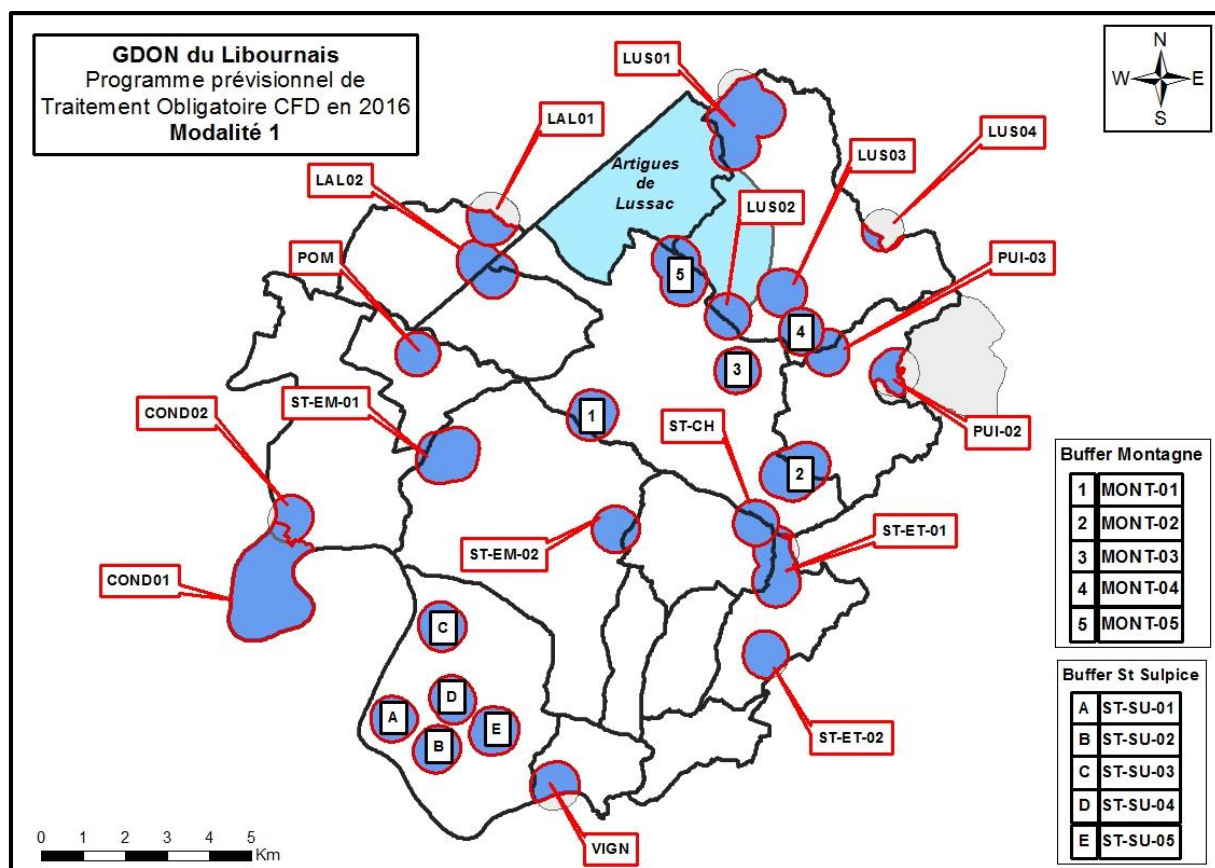 GDON du Libournais
Programme prévisionnel de
Traitement Obligatoire CFD en 2016
Modalité 1
N
W
E
S
LUS01
LAL01
LUS04
LUS03
LAL02
Artigues
de
Lussac
LUS02
POM
PUI-03
5
4
3
ST-EM-01
COND02
1
ST-CH
PUI-02
2
ST-EM-02
ST-ET-01
COND01
C
D
A
E
B
ST-ET-02
VIGN
Buffer Montagne
1 MONT-01
2 MONT-02
3 MONT-03
4 MONT-04
5 MONT-05
Buffer St Sulpice
A ST-SU-01
B ST-SU-02
C ST-SU-03
D ST-SU-04
E ST-SU-05
0 1 2 3 4 5
Km